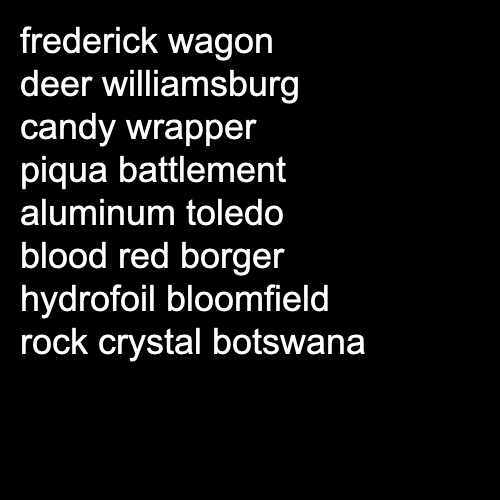 frederick wagon
deer williamsburg
candy wrapper
piqua battlement
aluminum toledo
blood red borger
hydrofoil bloomfield
rock crystal botswana